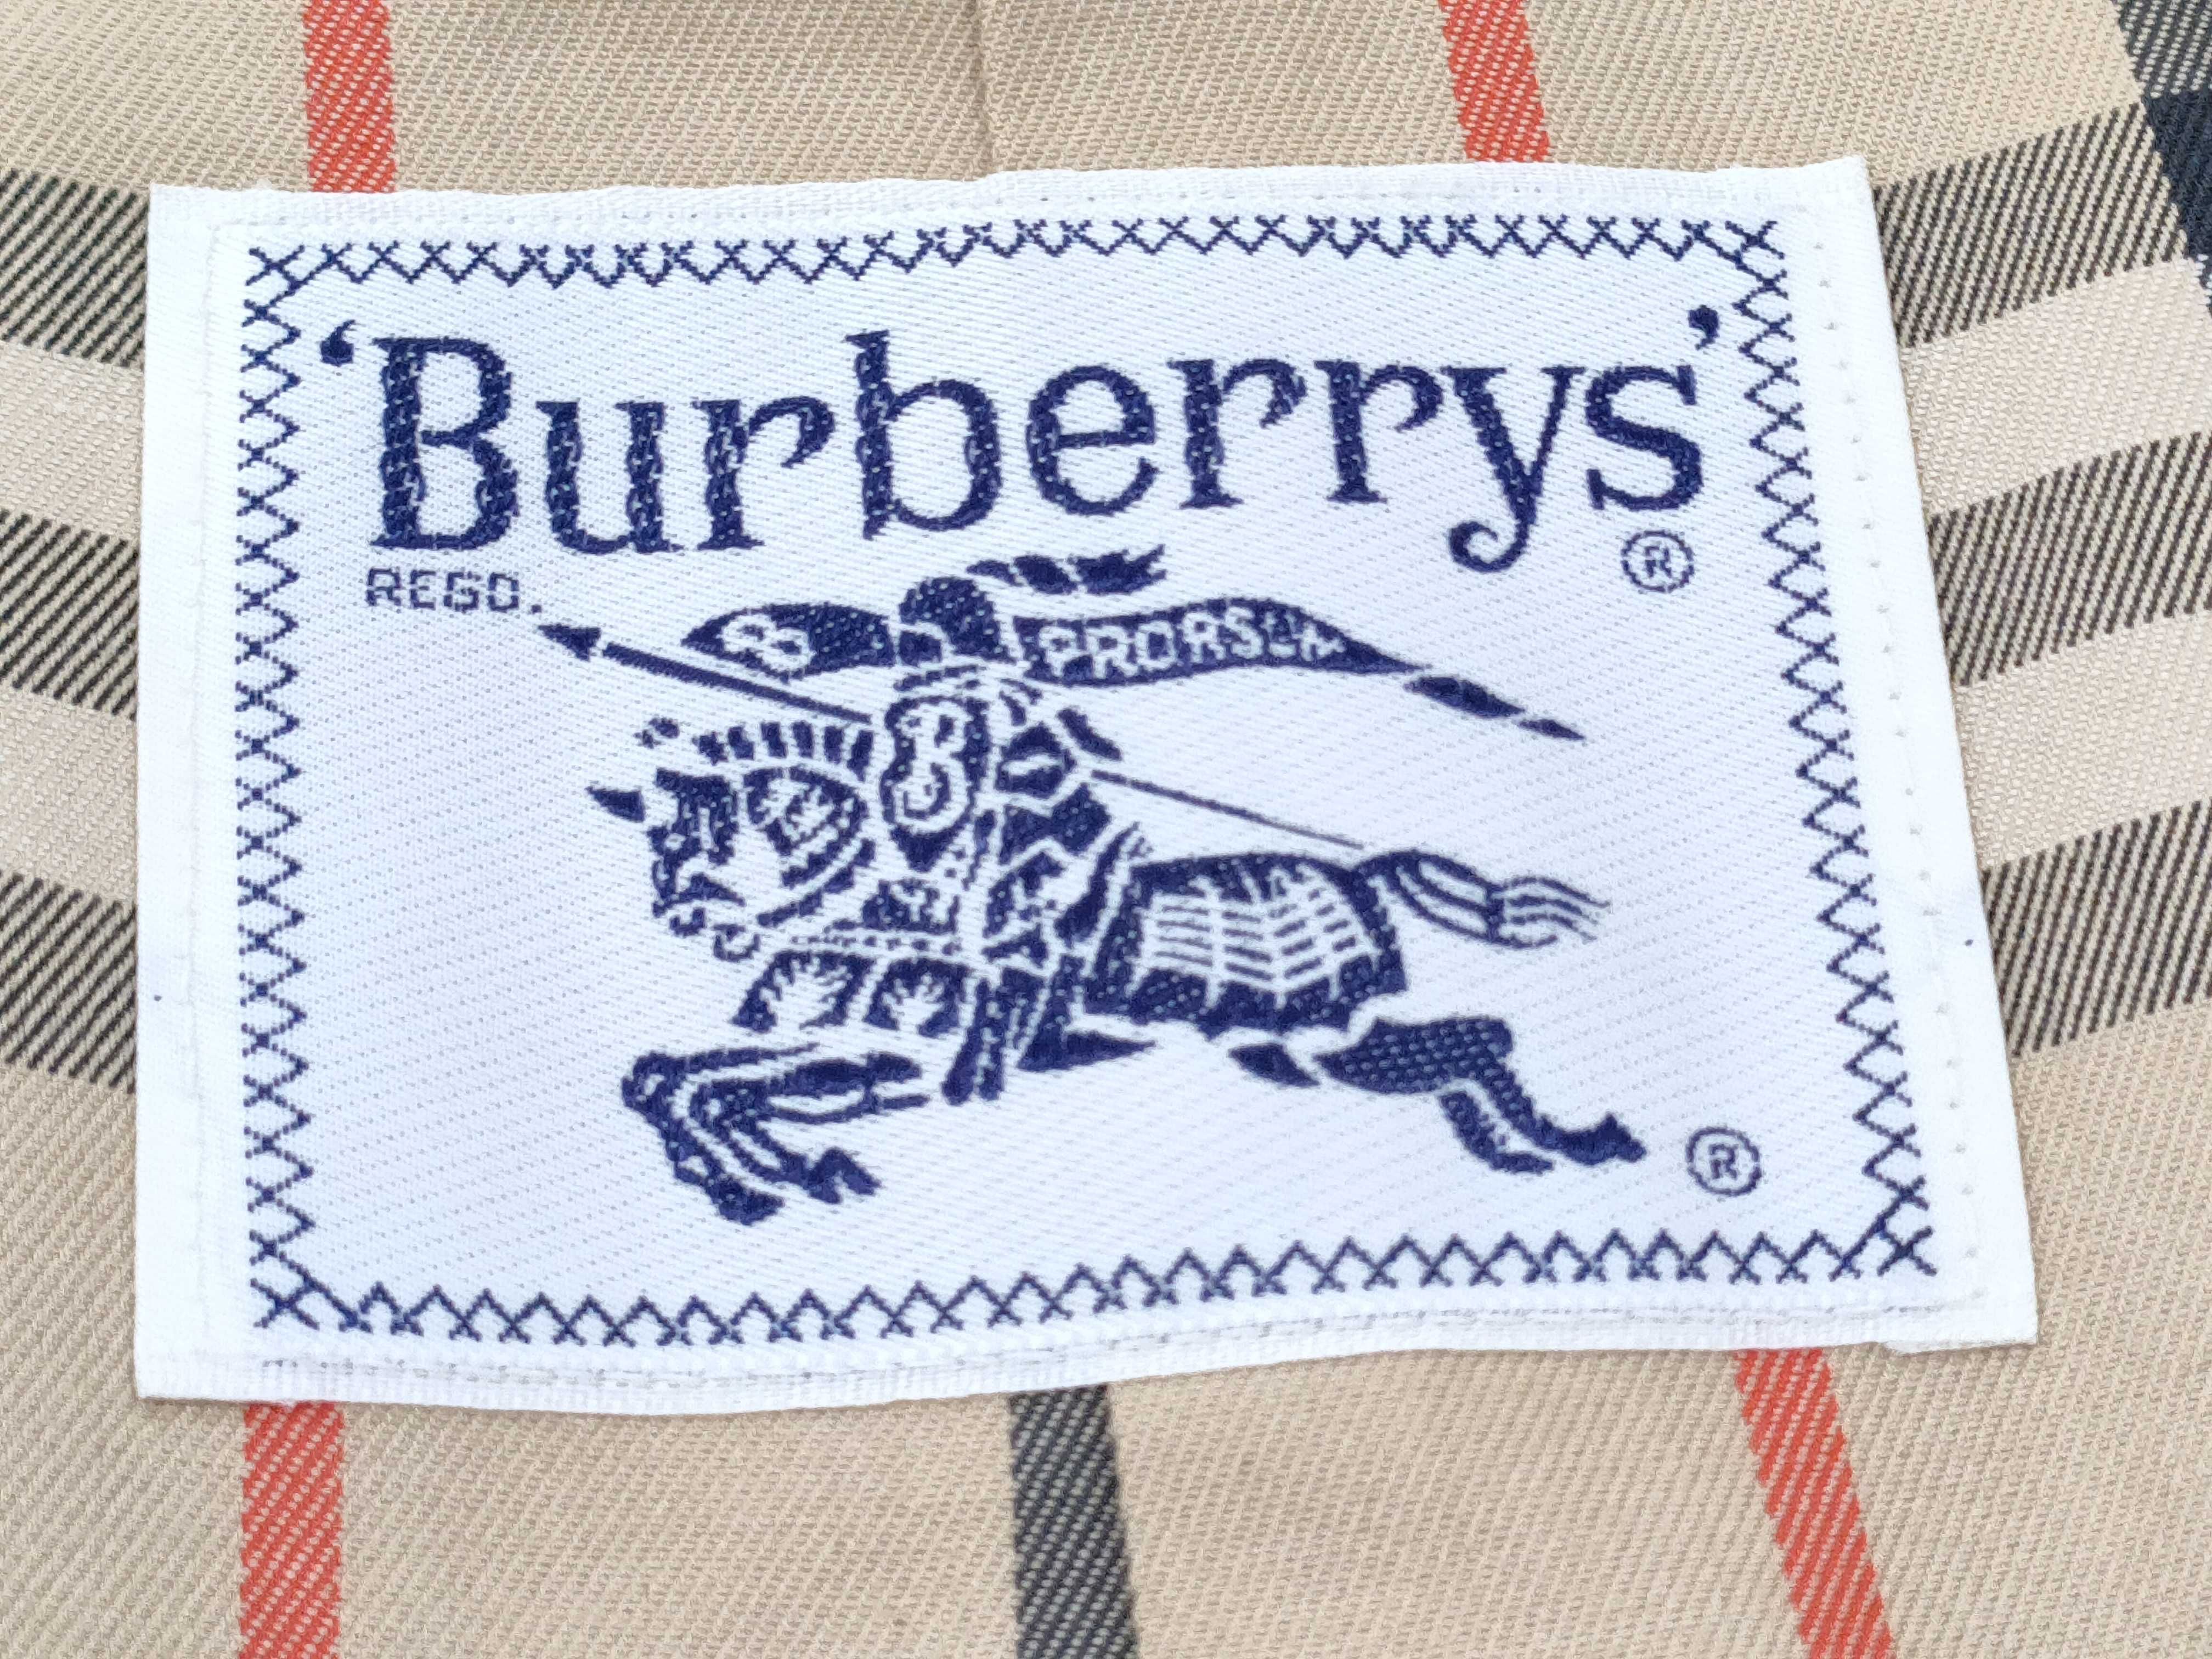 ‘Burberrys’
®
REGD.
PRORSUM
B
®